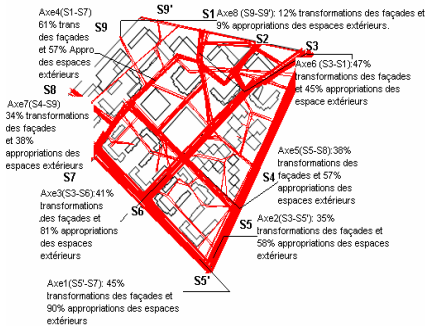 Axe4(S1-S7)
61% trans
des façades
et 57% Appro
des espaces
extérieurs
S9'
S9
S1
Axe8 (S9-S9'): 12% transformations des façades et
9% appropriations des espaces extérieurs.
S2
S3
Axe6 (S3-S1):47%
transformations des façades
et 45% appropriations des
espace extérieurs
S8
Axe7(S4-S9)
34% transformations
des façades
et 38%
appropriations des
espaces extérieurs
Axe5(S5-S8):38%
transformations des
façades et 57%
appropriations des
espaces extérieurs
S7
S4
Axe3(S3-S6):41%
transformations
des façades et
81% appropriations
des espaces
extérieurs
S6
S5
Axe2(S3-S5'): 35%
transformations des façades et
58% appropriations des espaces
extérieurs
S5'
Axe1(S5'-S7): 45%
transformations des façades et
90% appropriations des espaces
extérieurs